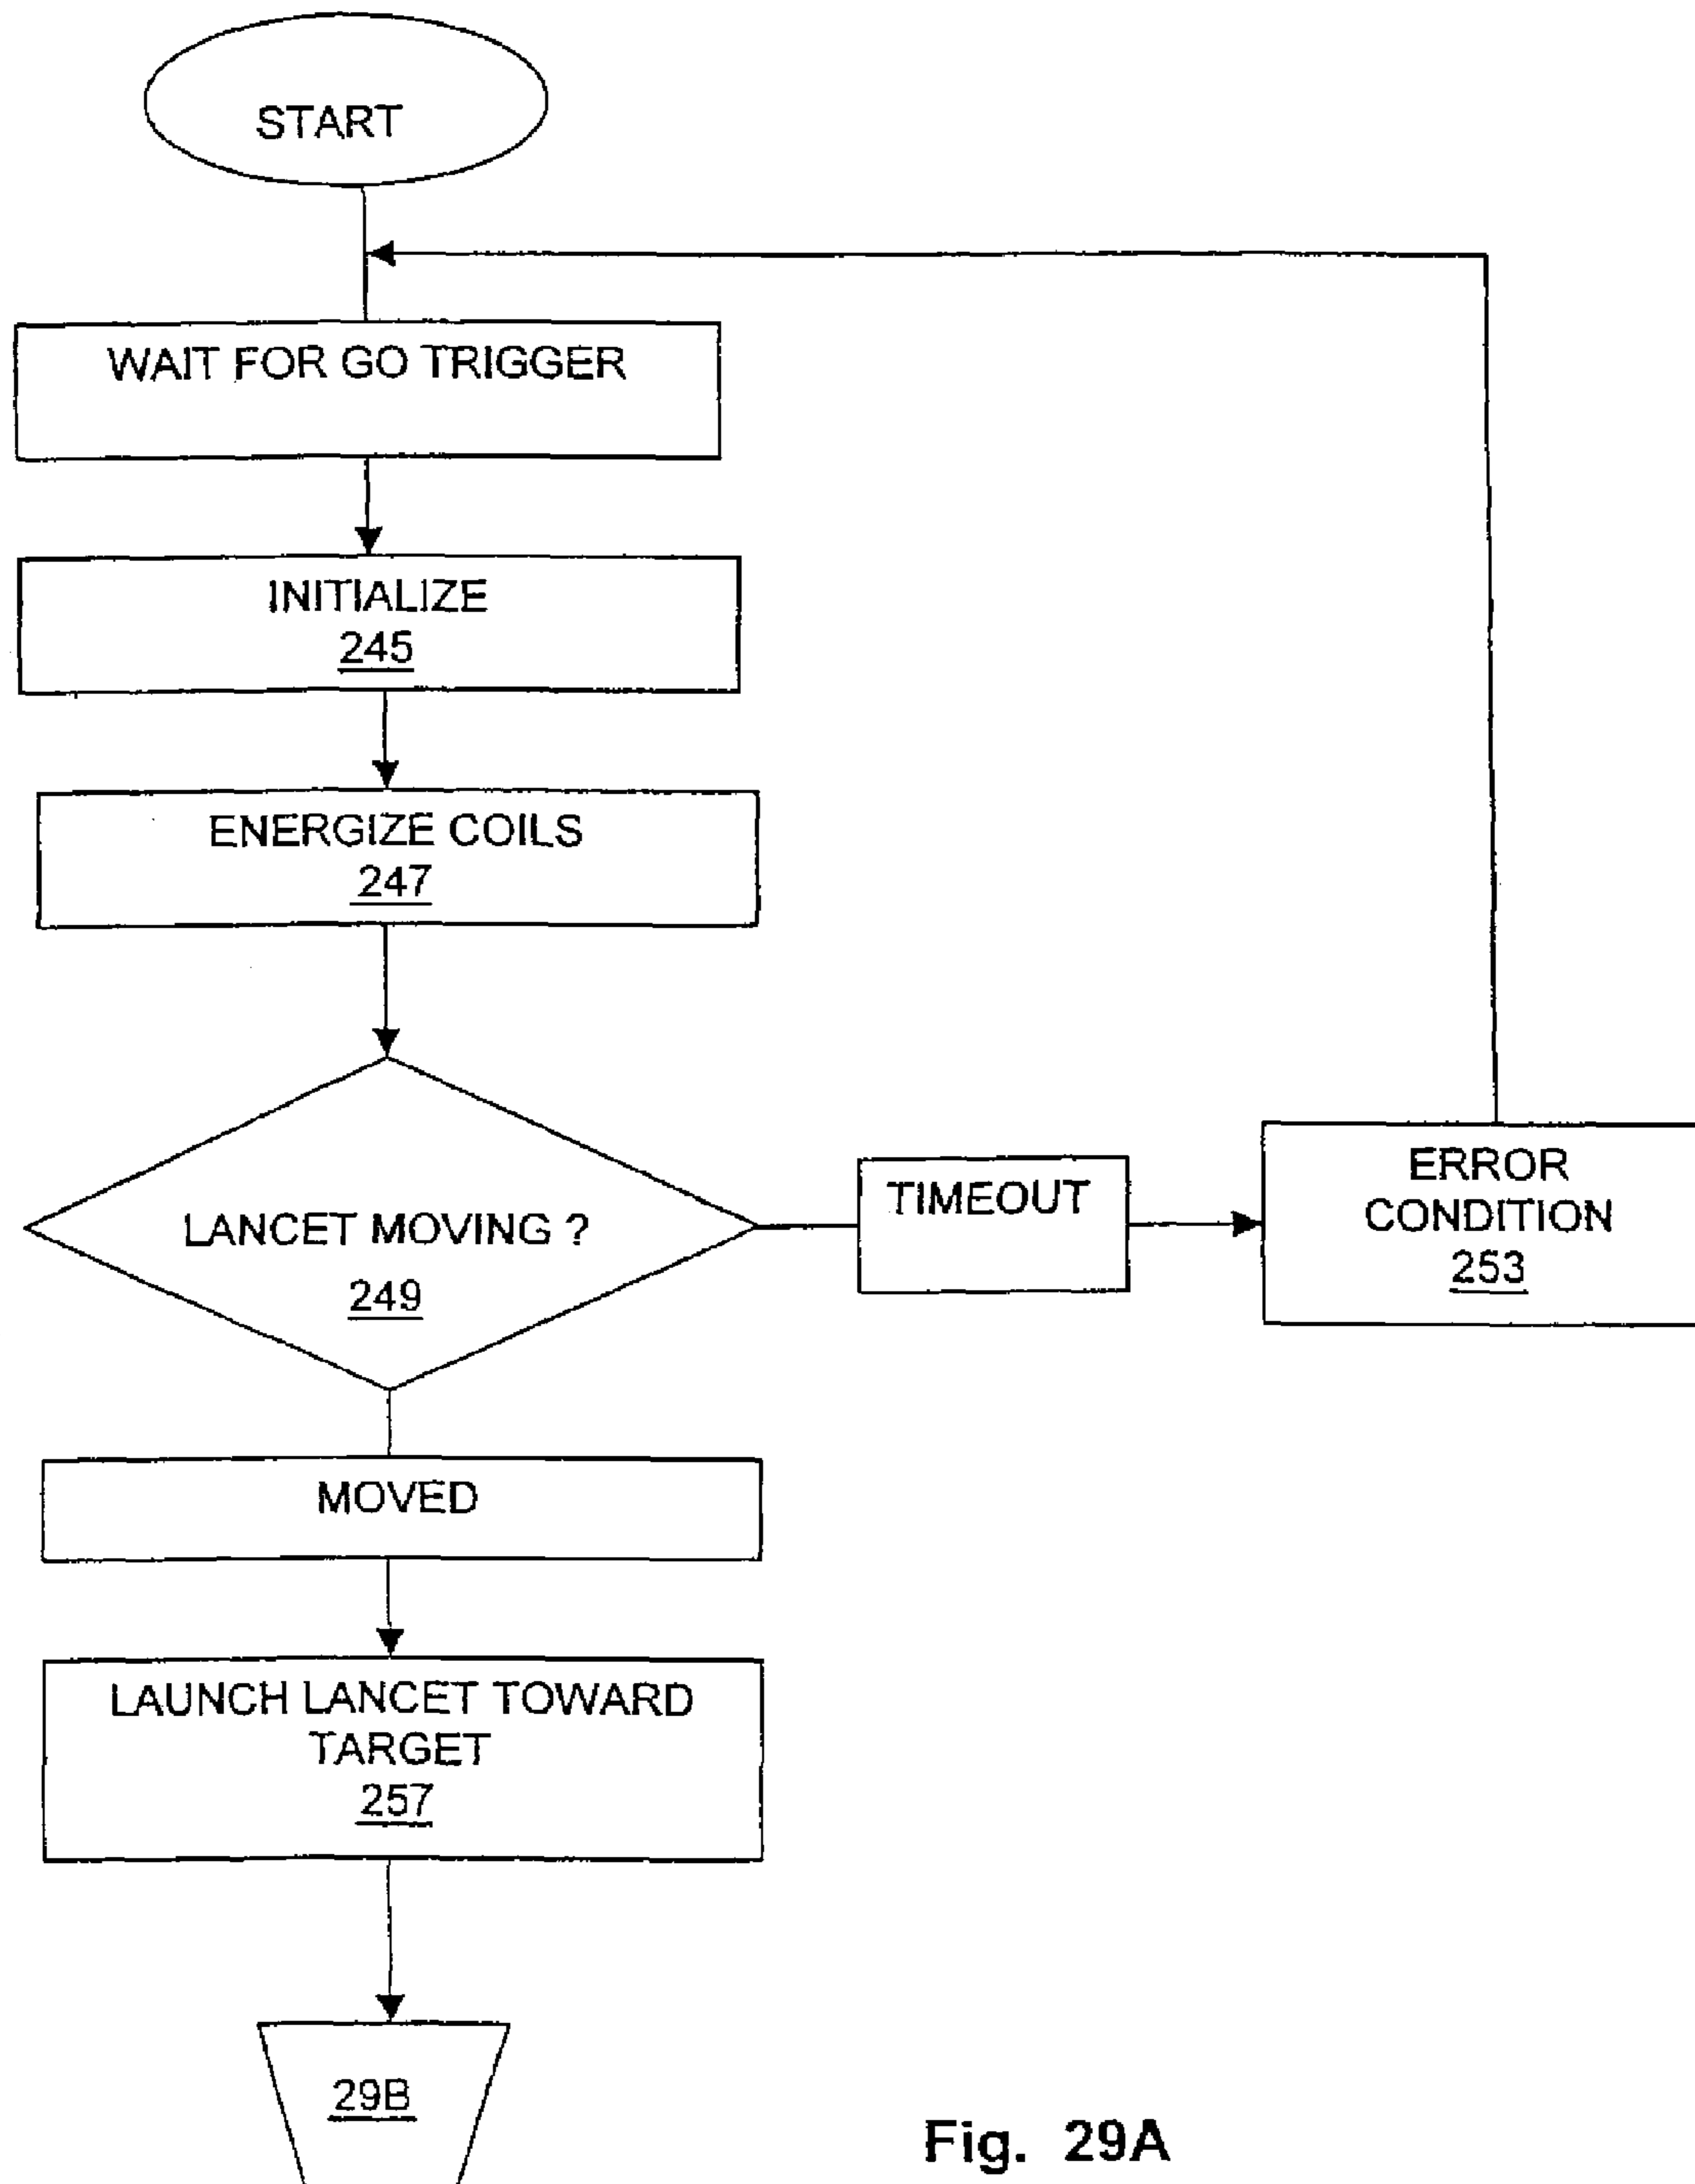 START
WAIT FOR GO TRIGGER
INITIALIZE
245
ENERGIZE COILS
247
LANCET MOVING ?
249
TIMEOUT
ERROR
CONDITION
253
MOVED
LAUNCH LANCET TOWARD
TARGET
257
29B
Fig. 29A